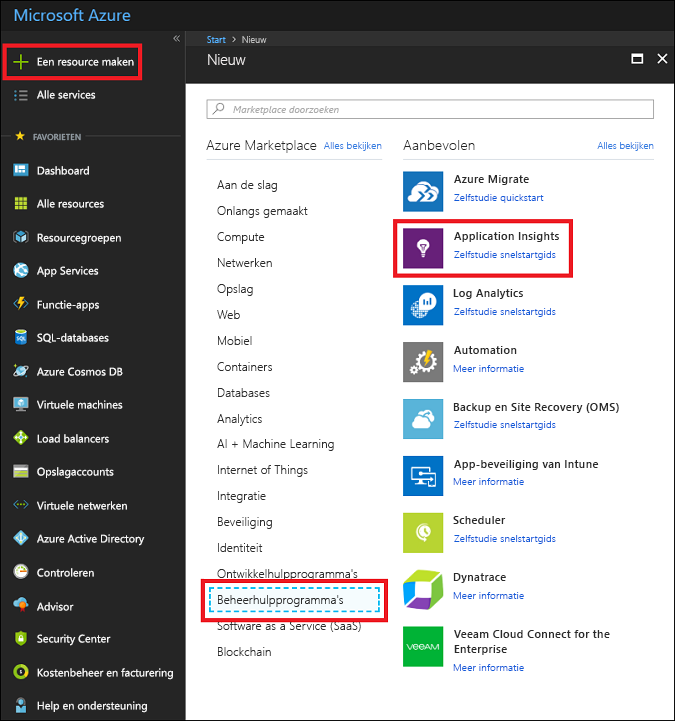 Microsoft Azure
«
Een resource maken
Alle services
FAVORIETEN
Dashboard
Alle resources
Resourcegroepen
App Services
Functie-apps
SQL-databases
Azure Cosmos DB
Virtuele machines
Load balancers
Opslagaccounts
Virtuele netwerken
Azure Active Directory
Controleren
Advisor
Security Center
Kostenbeheer en facturering
Help en ondersteuning
Start > Nieuw
Nieuw
Marketplace doorzoeken
Azure Marketplace Alles bekijken
Aan de slag
Onlangs gemaakt
Compute
Netwerken
Opslag
Web
Mobiel
Containers
Databases
Analytics
AI + Machine Learning
Internet of Things
Integratie
Beveiliging
Identiteit
Ontwikkelhulpprogramma's
Beheerhulpprogramma's
Software as a Service (SaaS)
Blockchain
Aanbevolen Alles bekijken
Azure Migrate
Zelfstudie quickstart
Application Insights
Zelfstudie snelstartgids
Log Analytics
Zelfstudie snelstartgids
Automation
Meer informatie
Backup en Site Recovery (OMS)
Zelfstudie snelstartgids
App-beveiliging van Intune
Meer informatie
Scheduler
Zelfstudie snelstartgids
Dynatrace
Meer informatie
VEEAM
Veeam Cloud Connect for the
Enterprise
Meer informatie